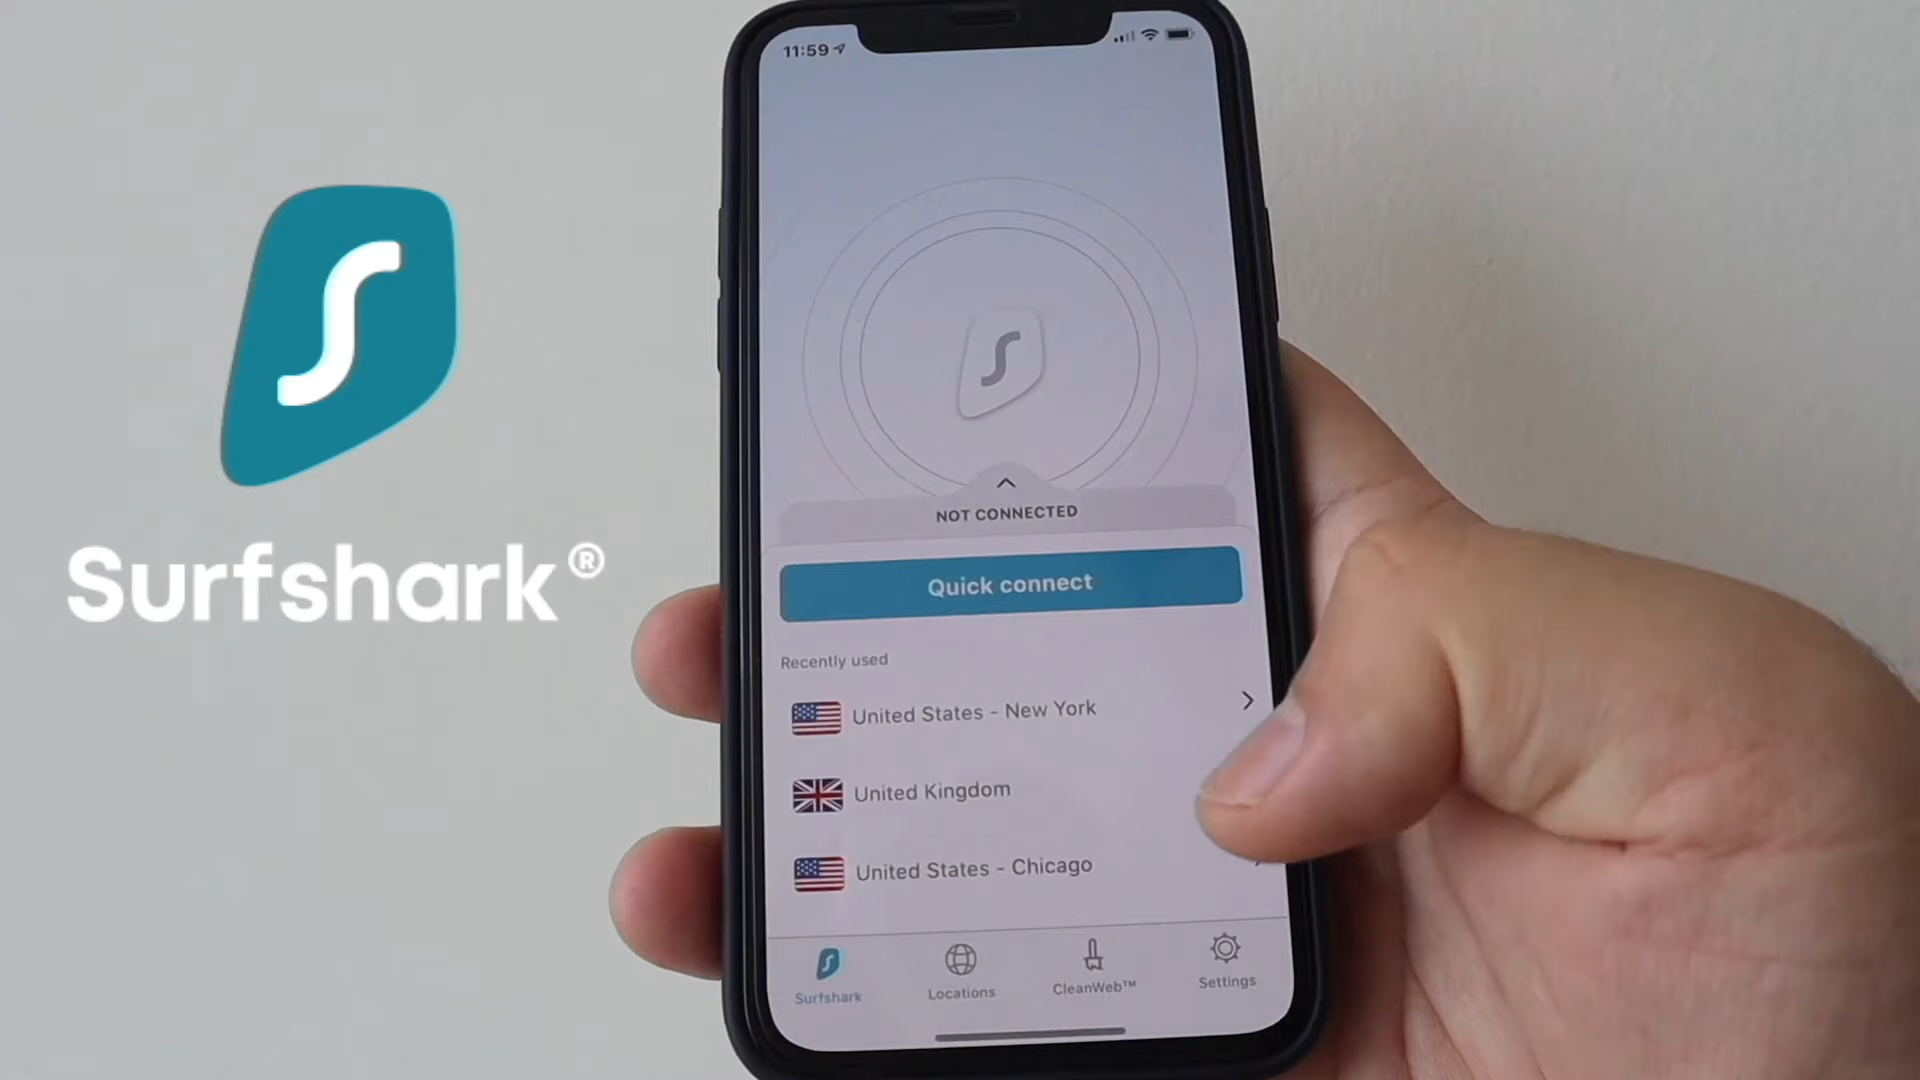 Surfshark®
11:59
NOT CONNECTED
Quick connect
Recently used
United States - New York
United Kingdom
United States - Chicago
Surfshark
Locations
CleanWeb™
Settings